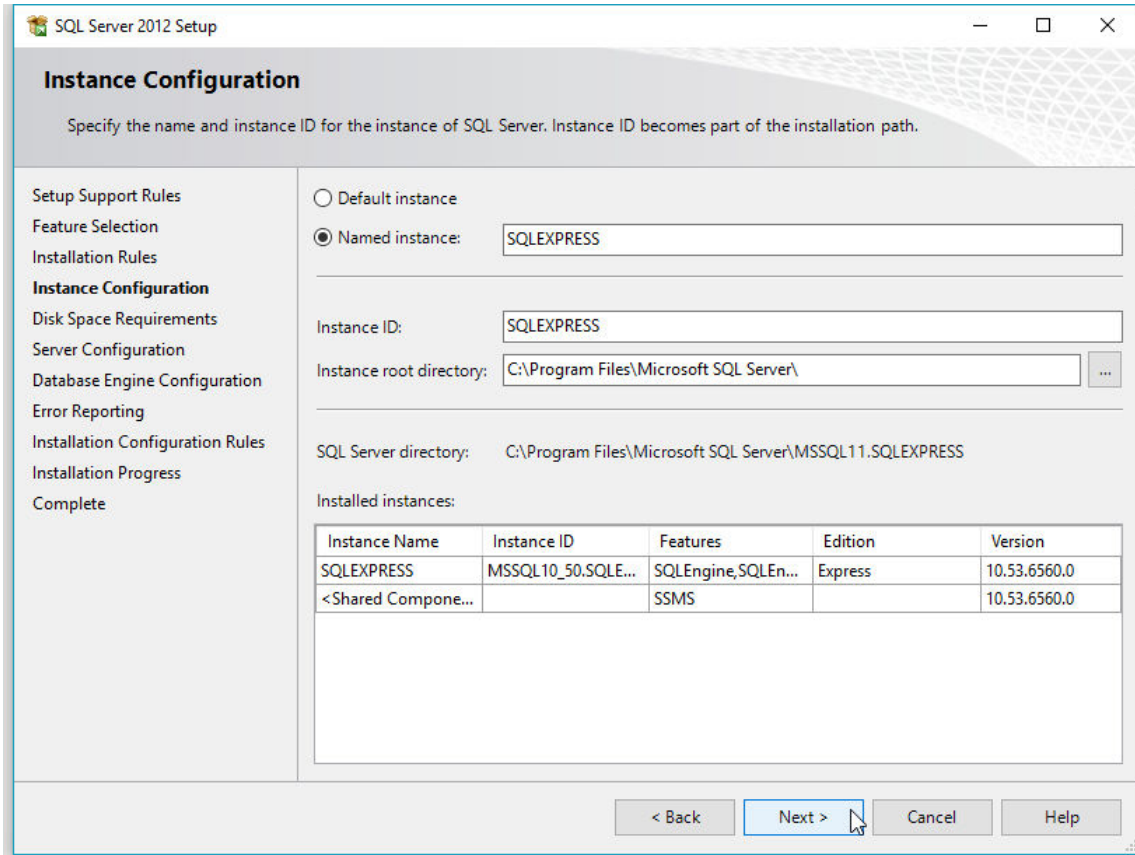 SQL Server 2012 Setup
Instance Configuration
Specify the name and instance ID for the instance of SQL Server. Instance ID becomes part of the installation path.
Setup Support Rules
Feature Selection
Installation Rules
Instance Configuration
Disk Space Requirements
Server Configuration
Database Engine Configuration
Error Reporting
Installation Configuration Rules
Installation Progress
Complete
Default instance
Named instance: SQLEXPRESS
Instance ID: SQLEXPRESS
Instance root directory: C:\Program Files\Microsoft SQL Server\ ...
SQL Server directory: C:\Program Files\Microsoft SQL Server\MSSQL11.SQLEXPRESS
Installed instances:
Instance Name Instance ID Features Edition Version
SQLEXPRESS MSSQL10_50.SQLE... SQLEngine,SQLEn... Express 10.53.6560.0
<Shared Compone... SSMS 10.53.6560.0
< Back Next > Cancel Help